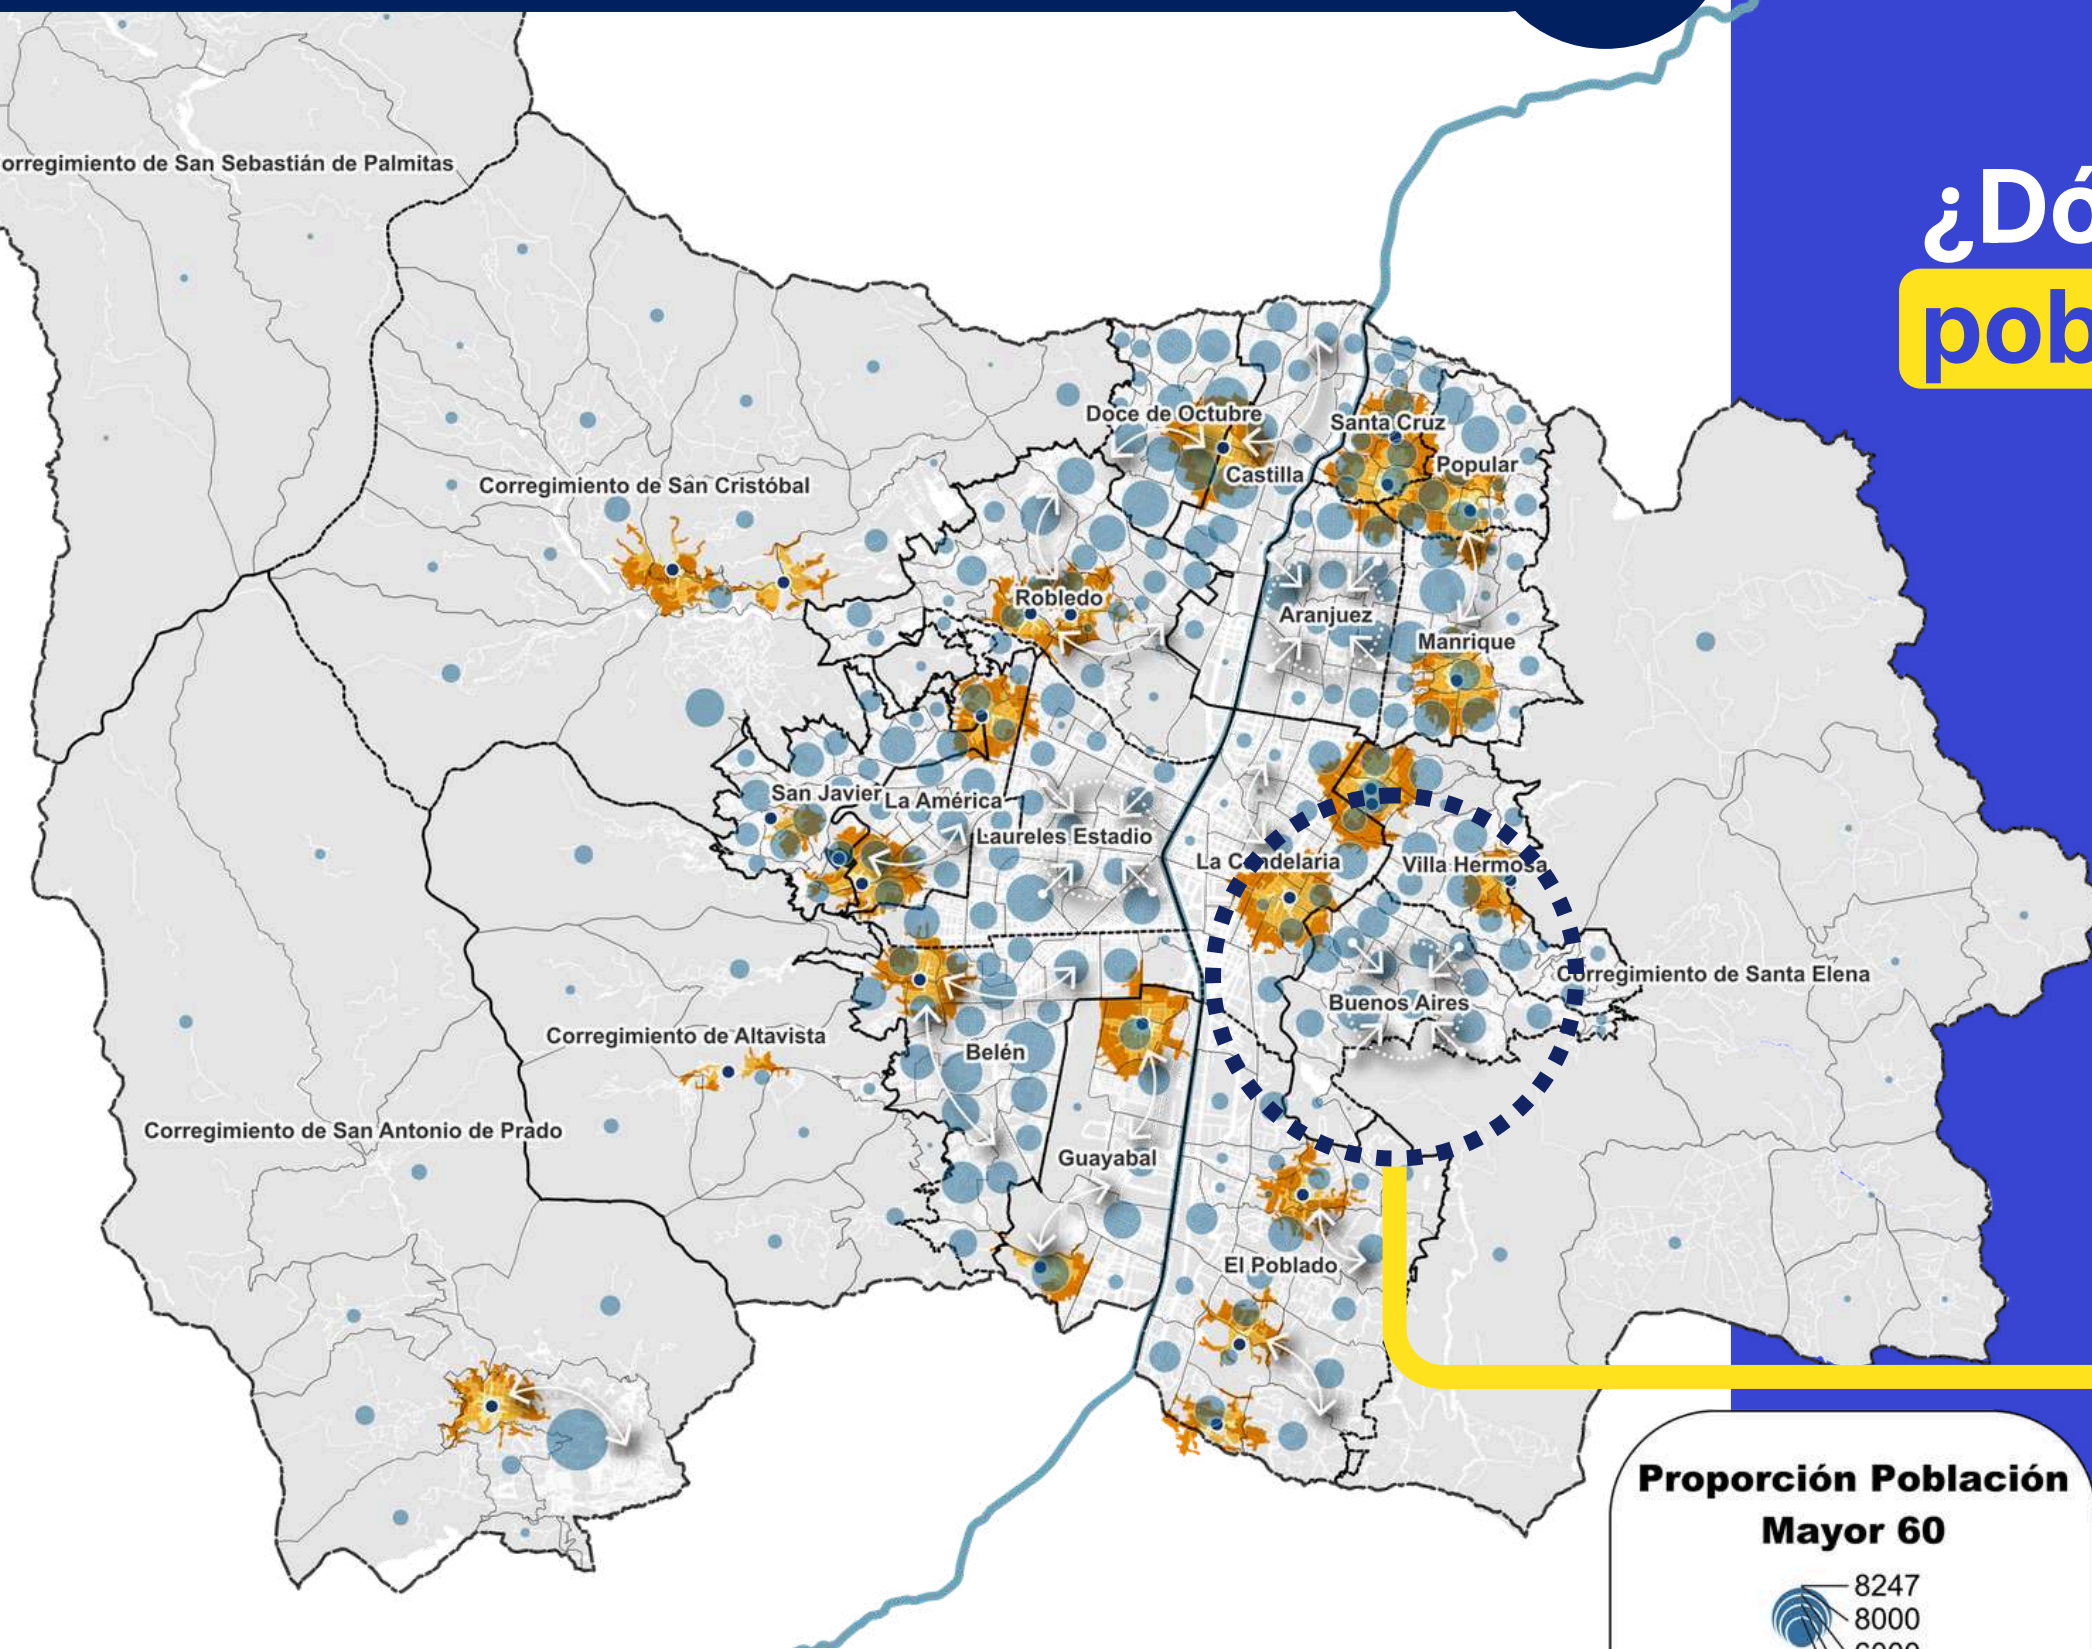 orregimiento de San Sebastián de Palmitas
¿Dó
pob
Doce de Octubre
Santa Cruz
Popular
Castilla
Corregimiento de San Cristóbal
Robledo
Aranjuez
Manrique
San Javier
La América
Laureles Estadio
La Candelaria
Villa Hermosa
Corregimiento de Santa Elena
Buenos Aires
Corregimiento de Altavista
Belén
Corregimiento de San Antonio de Prado
Guayabal
El Poblado
Proporción Población
Mayor 60
8247
8000